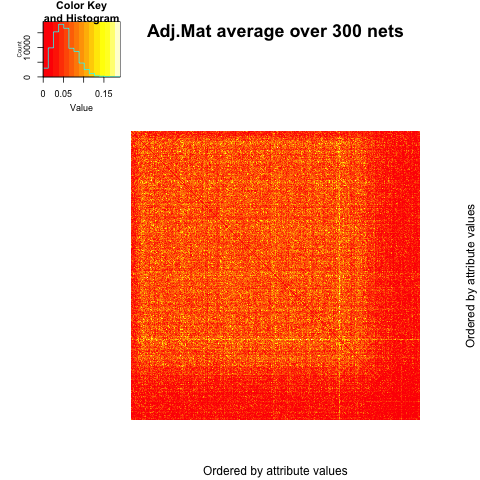 Color Key
and Histogram
Adj.Mat average over 300 nets
Count
0 10000
0 0.05 0.15
Value
Ordered by attribute values
Ordered by attribute values